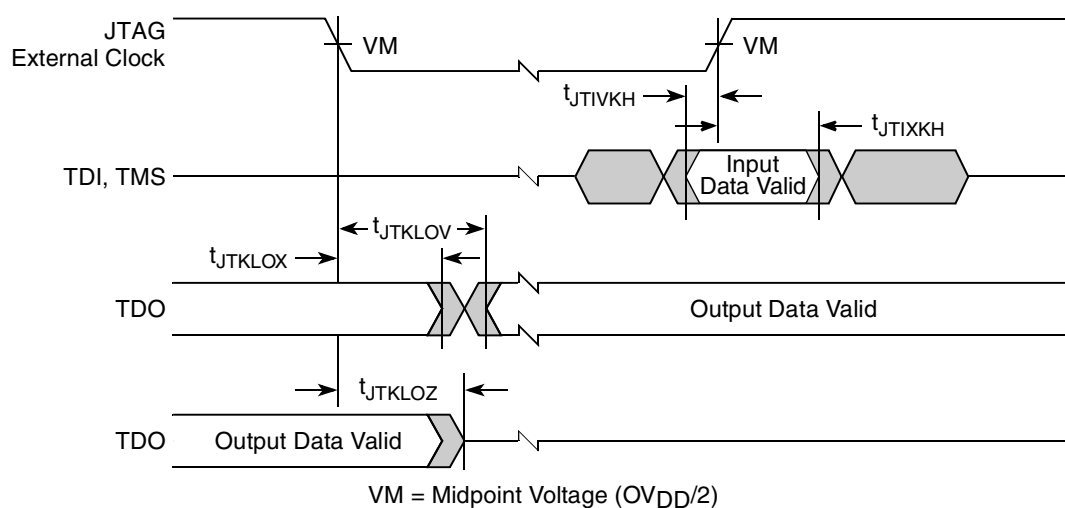 JTAG
External Clock
VM
VM
tJTIVKH
tJTIXKH
TDI, TMS
Input
Data Valid
tJTKLOV
tJTKLOX
TDO
Output Data Valid
tJTKLOZ
TDO
Output Data Valid
VM = Midpoint Voltage (OVDD/2)